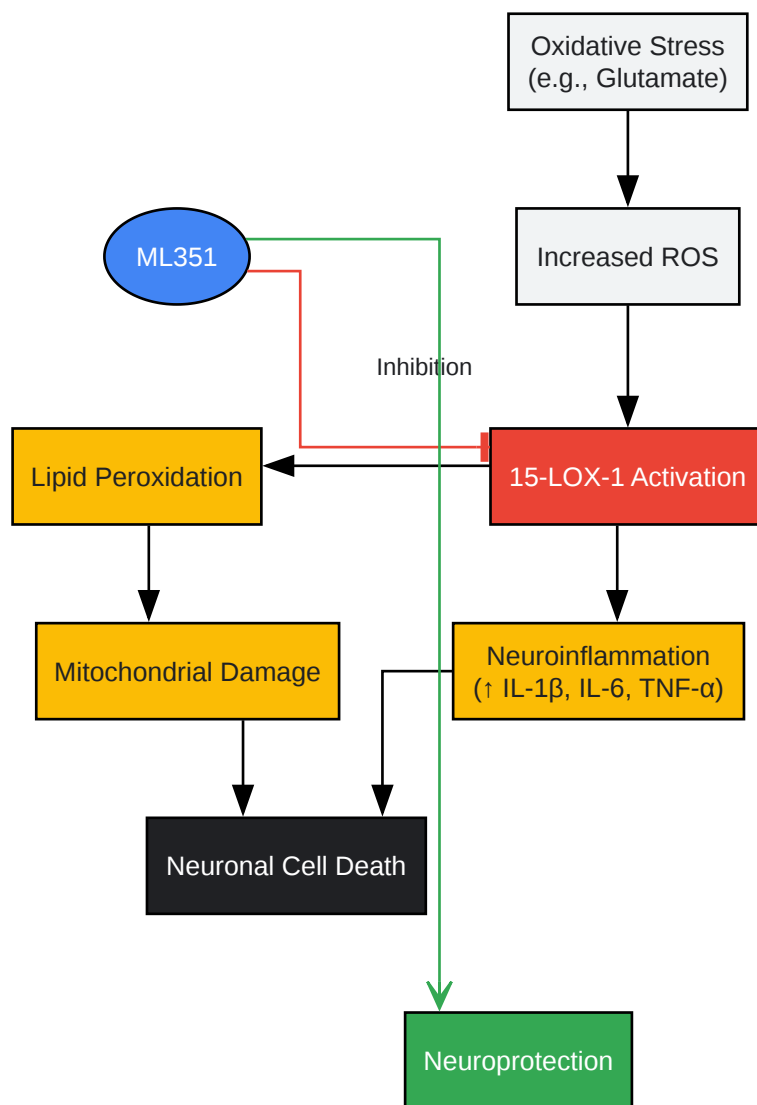 Oxidative Stress
(e.g., Glutamate)
ML351
Increased ROS
Inhibition
Lipid Peroxidation
15-LOX-1 Activation
Mitochondrial Damage
Neuroinflammation
(↑ IL-1β, IL-6, TNF-α)
Neuronal Cell Death
Neuroprotection